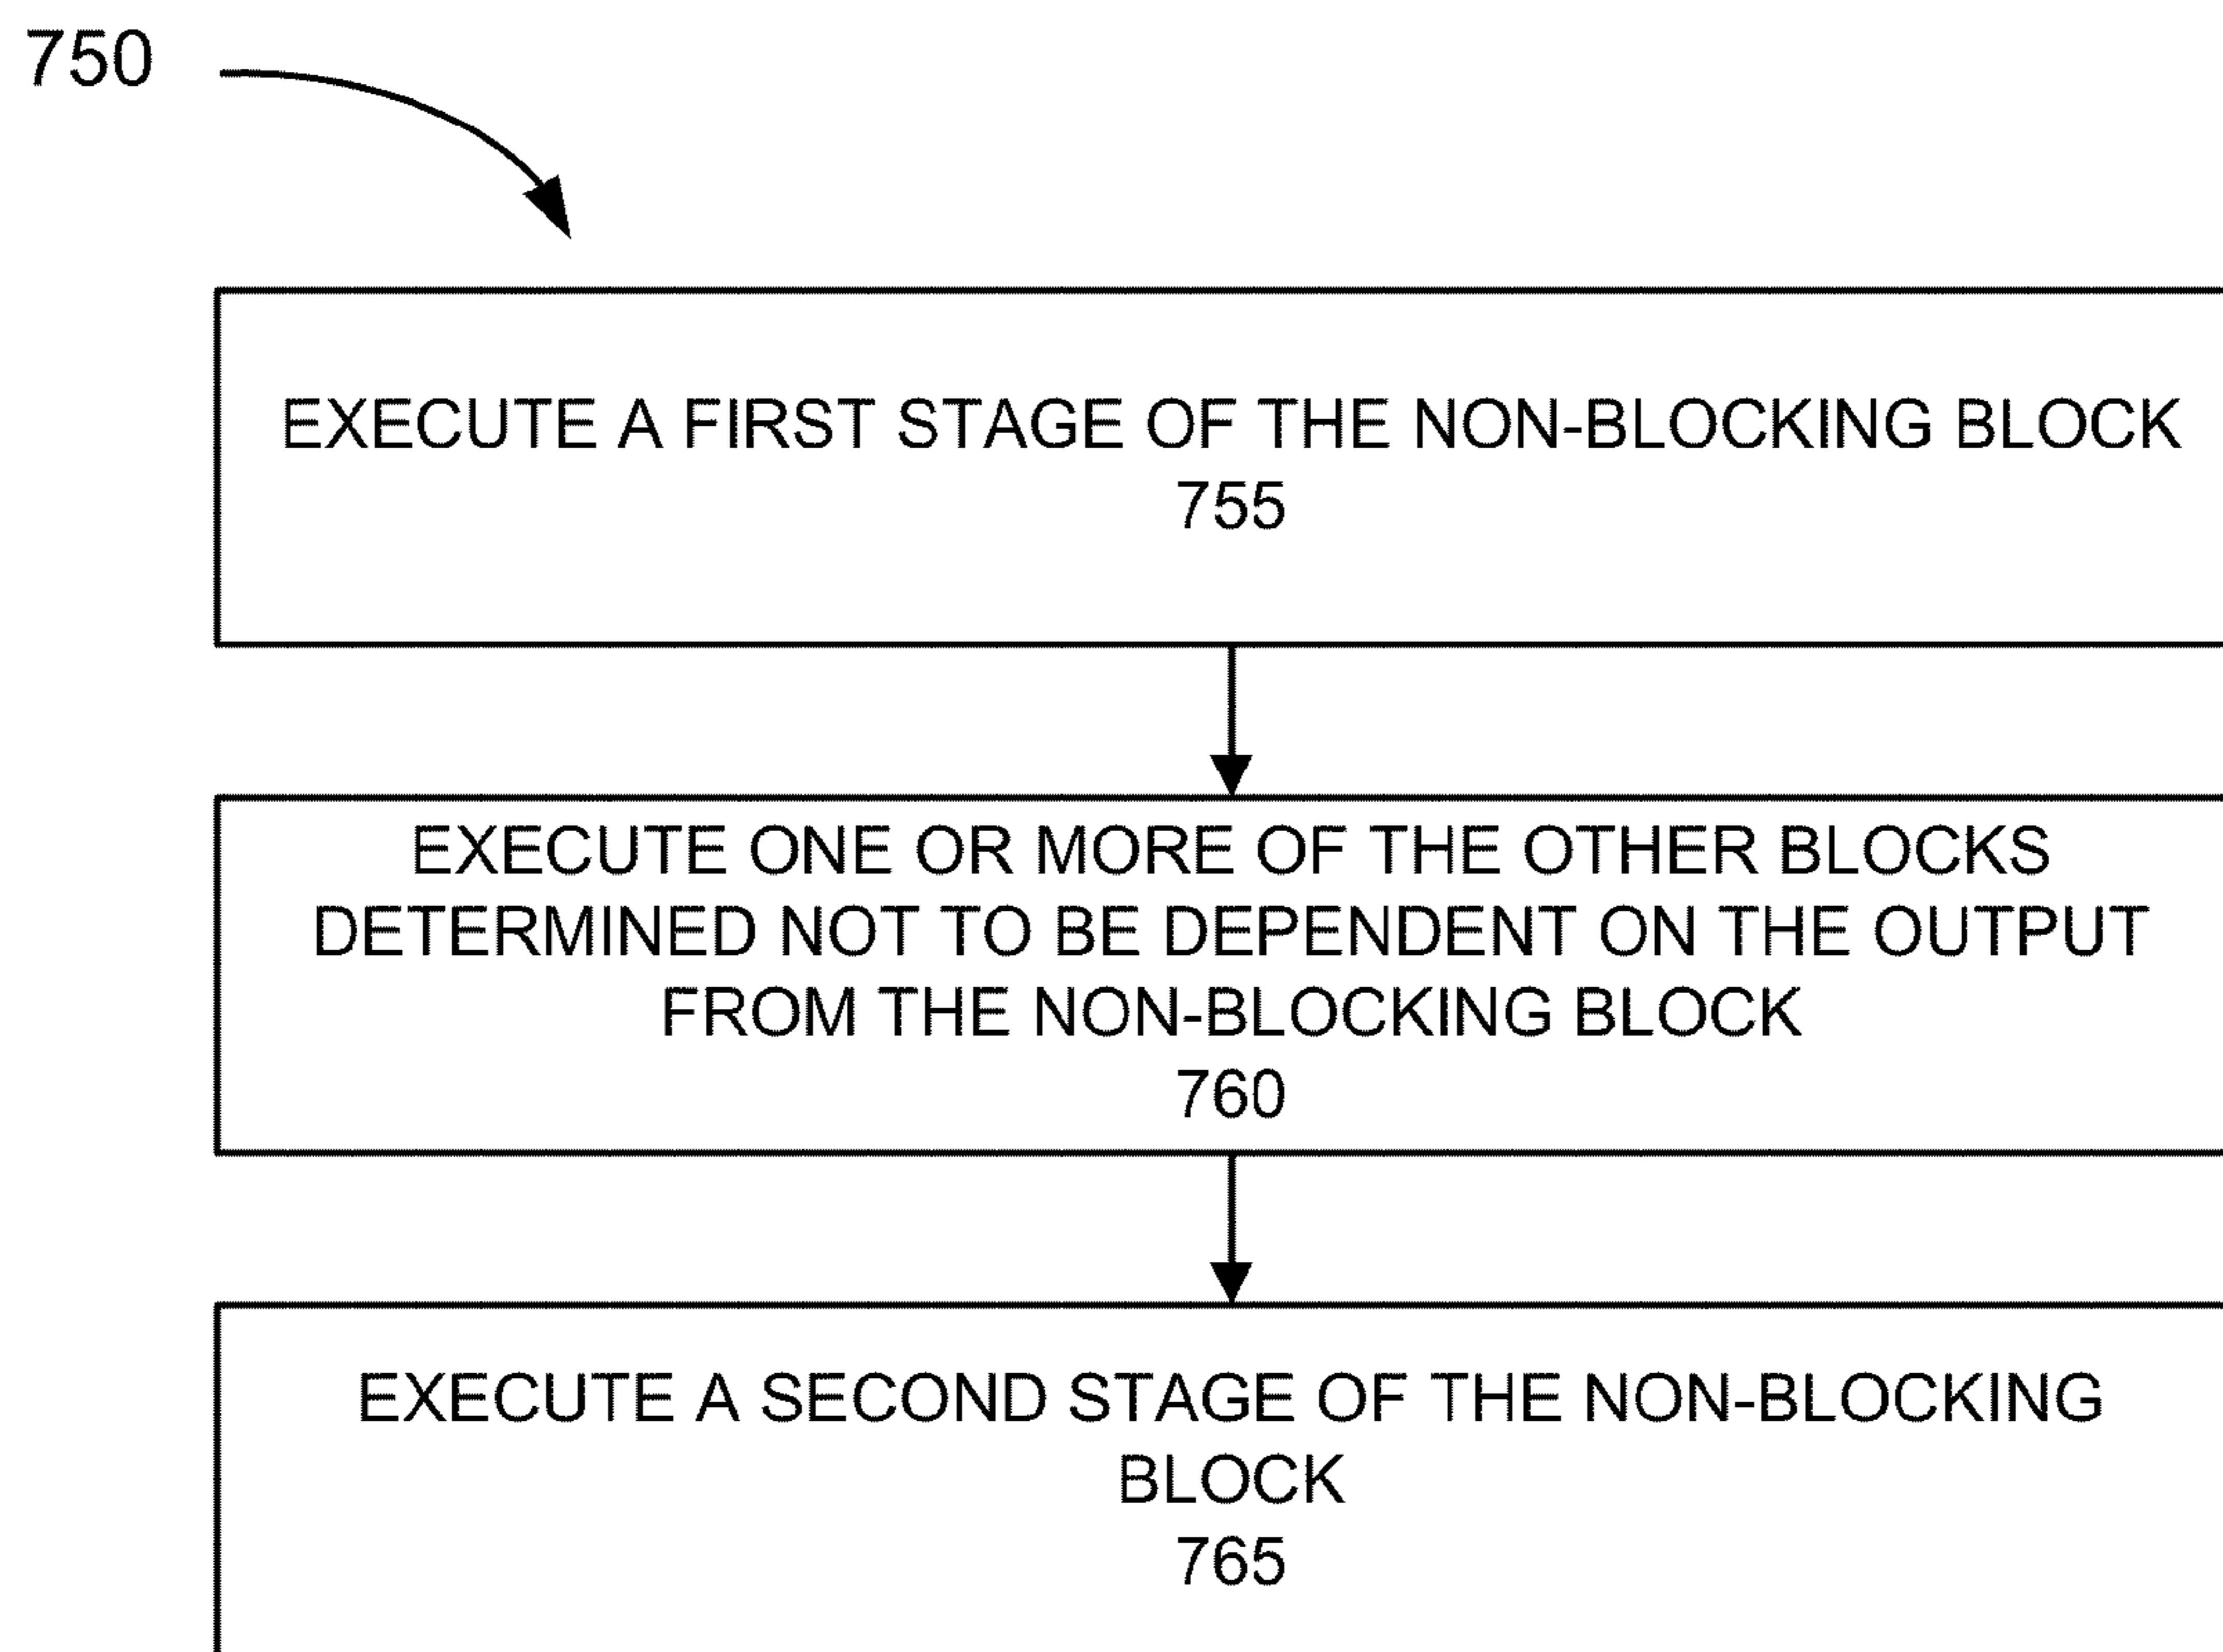 750
EXECUTE A FIRST STAGE OF THE NON-BLOCKING BLOCK
755
EXECUTE ONE OR MORE OF THE OTHER BLOCKS
DETERMINED NOT TO BE DEPENDENT ON THE OUTPUT
FROM THE NON-BLOCKING BLOCK
760
EXECUTE A SECOND STAGE OF THE NON-BLOCKING
BLOCK
765